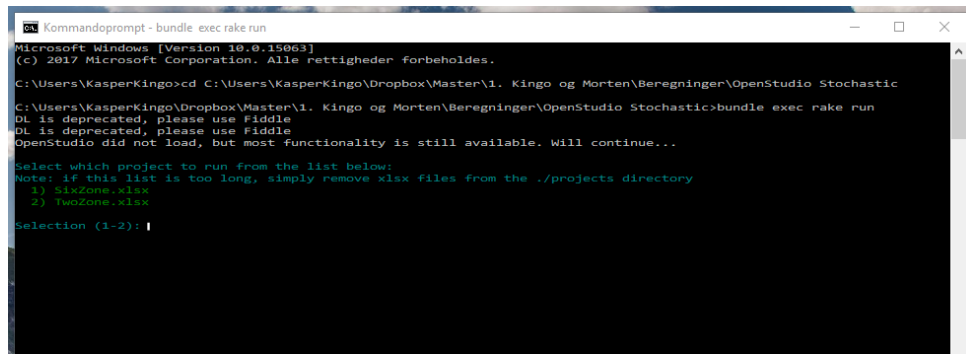 Kommandoprompt - bundle exec rake run
Microsoft Windows [Version 10.0.15063]
(c) 2017 Microsoft Corporation. Alle rettigheder forbeholdes.
C:\Users\KasperKingo>cd C:\Users\KasperKingo\Dropbox\Master\1. Kingo og Morten\Beregninger\OpenStudio Stochastic
C:\Users\KasperKingo\Dropbox\Master\1. Kingo og Morten\Beregninger\OpenStudio Stochastic>bundle exec rake run
DL is deprecated, please use Fiddle
DL is deprecated, please use Fiddle
OpenStudio did not load, but most functionality is still available. Will continue...
Select which project to run from the list below:
Note: if this list is too long, simply remove xlsx files from the ./projects directory
1) SixZone.xlsx
2) TwoZone.xlsx
Selection (1-2):